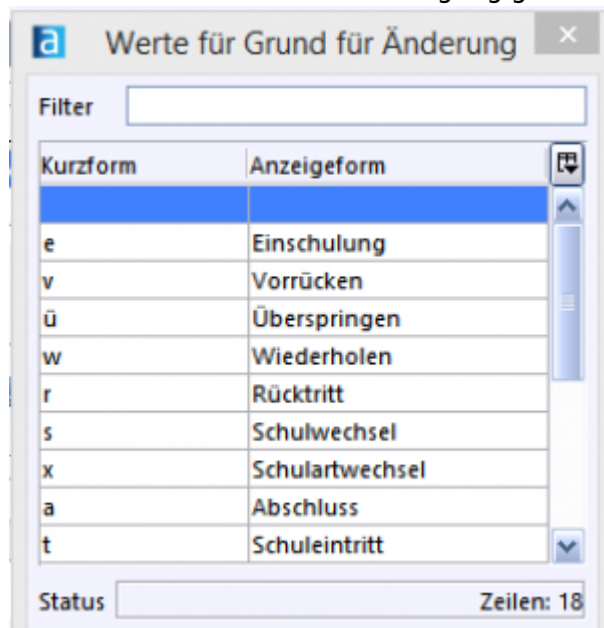 a Werte für Grund für Änderung
Filter
Kurzform Anzeigeform
e Einschulung
v Vorrücken
ü Überspringen
w Wiederholen
r Rücktritt
s Schulwechsel
x Schulartwechsel
a Abschluss
t Schuleintritt
Status Zeilen: 18